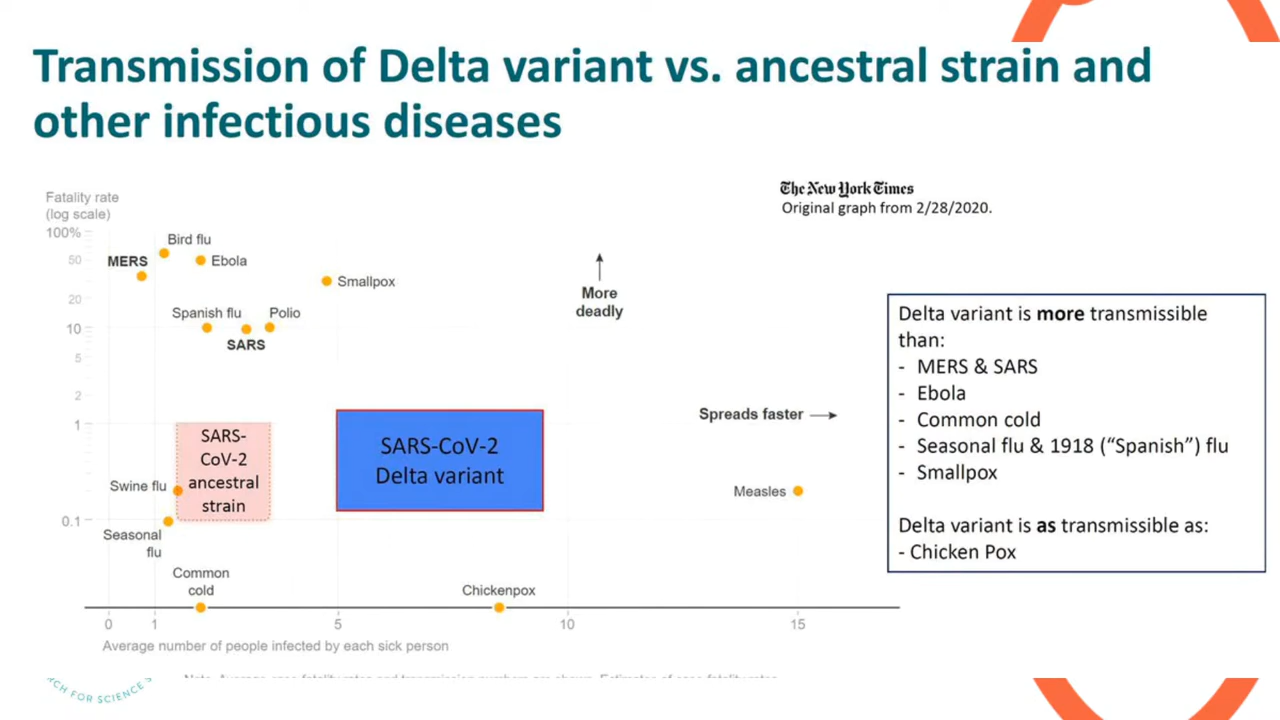 Transmission of Delta variant vs. ancestral strain and
other infectious diseases
The New York Times
Original graph from 2/28/2020.
Fatality rate
(log scale)
100%
50
20
10
5
2
1
0.1
Bird flu
MERS
Ebola
Smallpox
Spanish flu
Polio
SARS
More
deadly
Spreads faster
SARS-
CoV-2
ancestral
strain
SARS-CoV-2
Delta variant
Swine flu
Measles
Seasonal
flu
Common
cold
Chickenpox
0 1 5 10 15
Average number of people infected by each sick person
Delta variant is more transmissible
than:
- MERS & SARS
- Ebola
- Common cold
- Seasonal flu & 1918 (“Spanish”) flu
- Smallpox
Delta variant is as transmissible as:
- Chicken Pox
CH FOR SCIENCE S